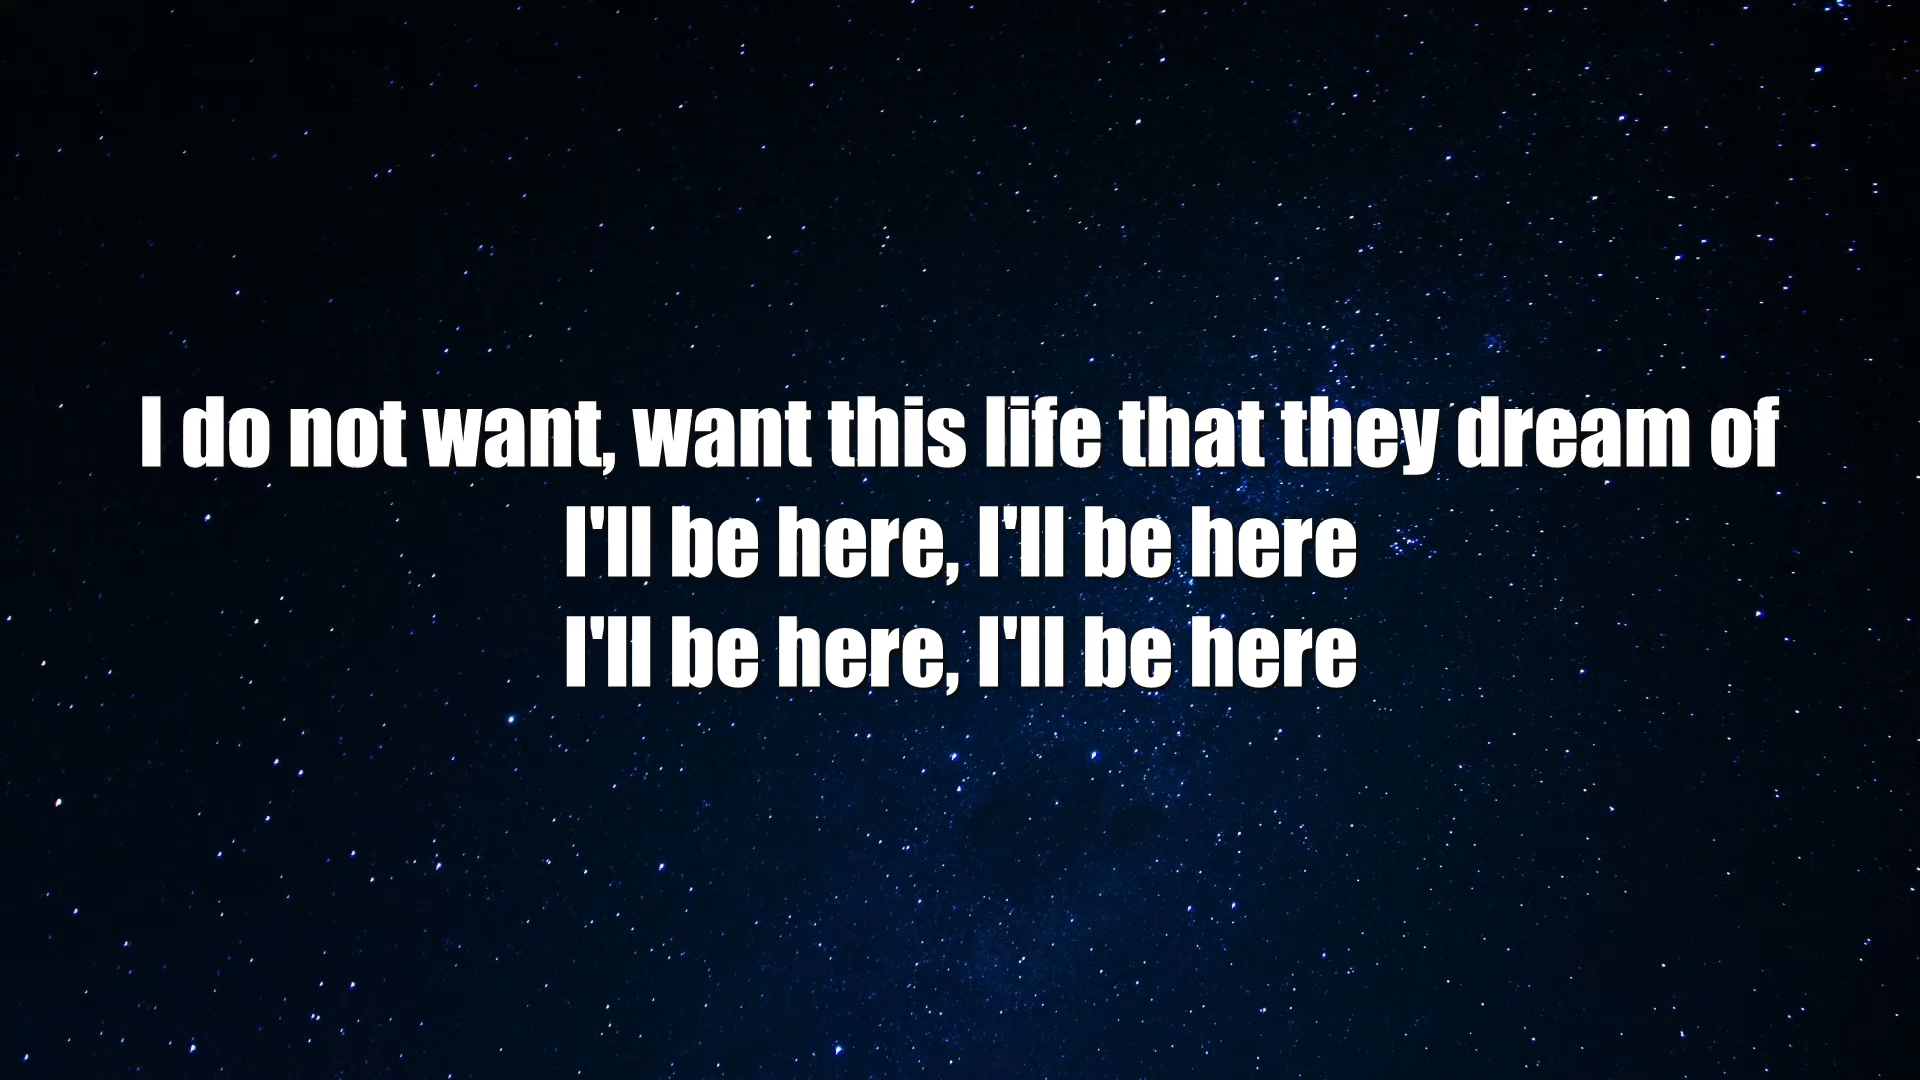 I do not want, want this life that they dream of
I'll be here, I'll be here
I'll be here, I'll be here